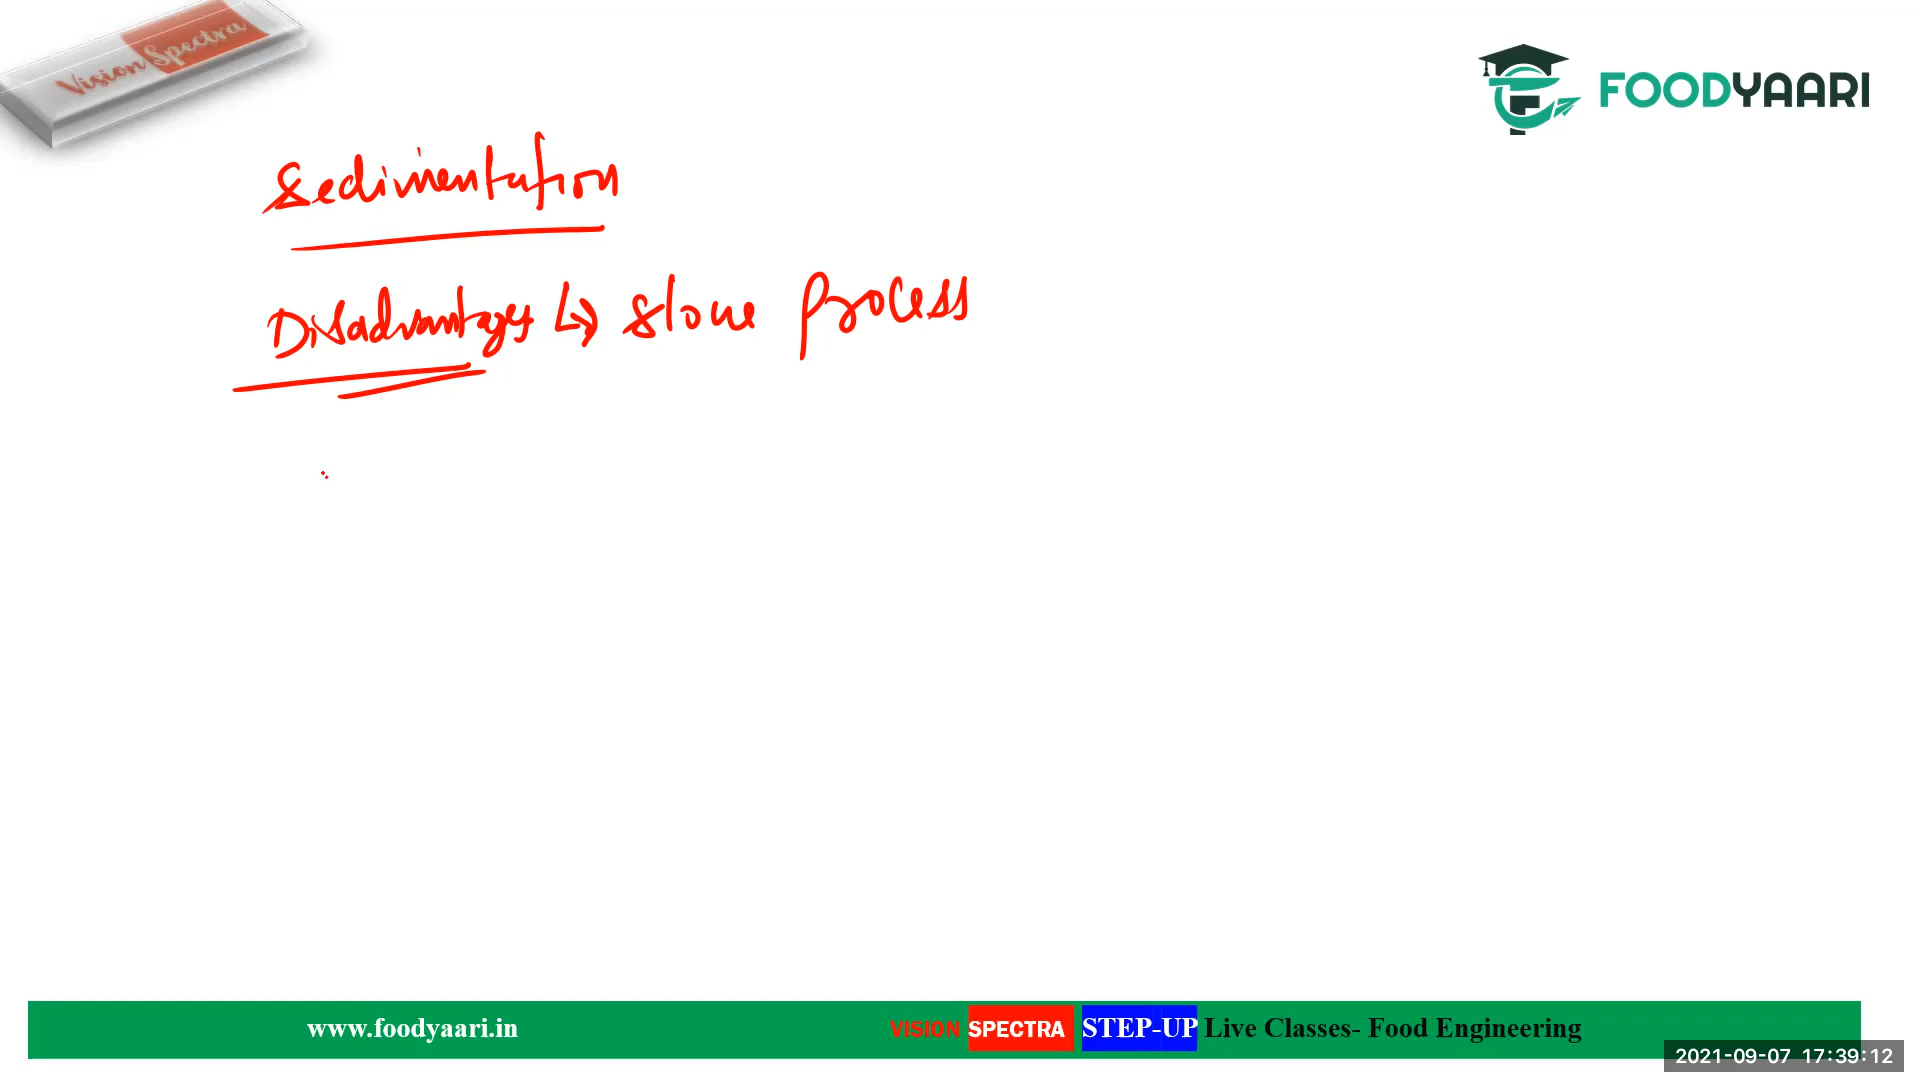 Vision Spectra
FOODYAARI
Sedimentation
Disadvantages ↳ slow process
www.foodyaari.in
VISION SPECTRA STEP-UP Live Classes- Food Engineering
2021-09-07 17:39:12